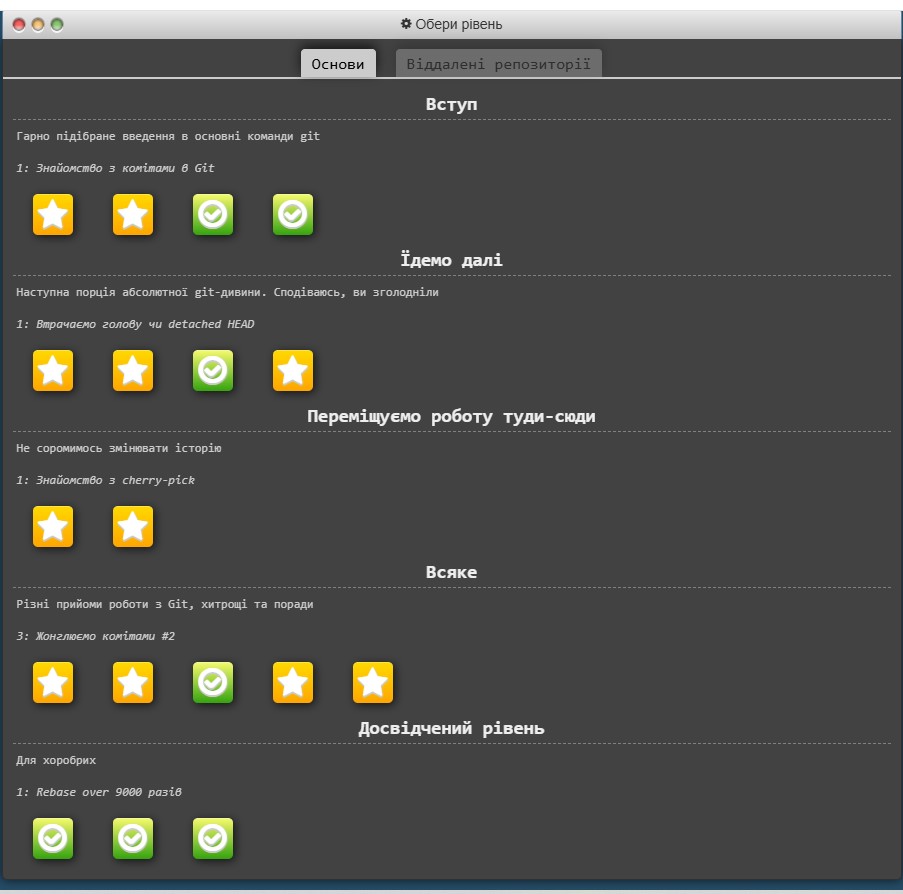 Обери рівень
Основи
Віддалені репозиторії
Вступ
Гарно підібране введення в основні команди git
1: Знайомство з комітами в Git
Їдемо далі
Наступна порція абсолютної git-дивини. Сподіваюсь, ви зголодніли
1: Втрачаємо голову чи detached HEAD
Переміщуємо роботу туди-сюди
Не соромимось змінювати історію
1: Знайомство з cherry-pick
Всяке
Різні прийоми роботи з Git, хитрощі та поради
3: Жонглюємо комітами #2
Досвідчений рівень
Для хоробрих
1: Rebase over 9000 разів